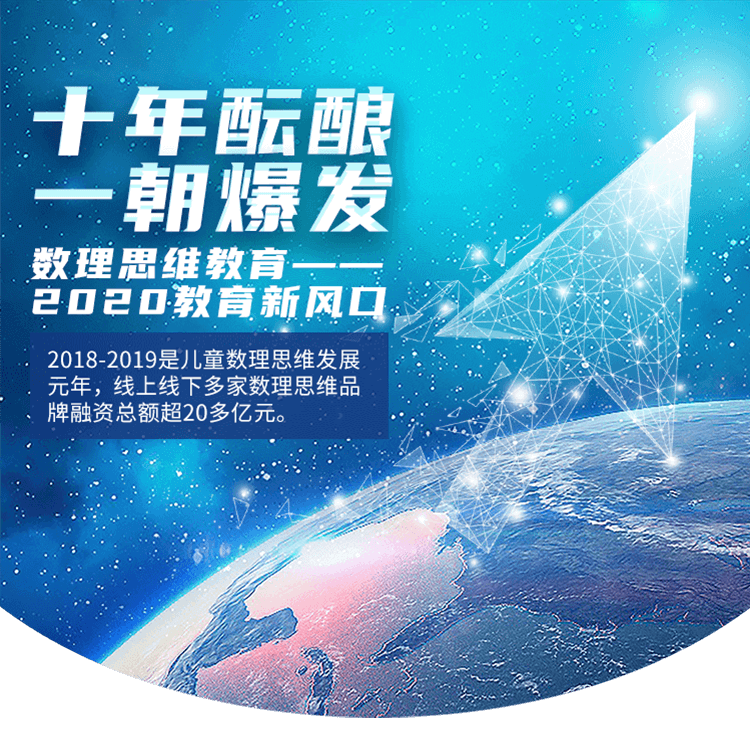 十年酝酿
一朝爆发
数理思维教育——
2020教育新风口
2018-2019是儿童数理思维发展
元年，线上线下多家数理思维品
牌融资总额超20多亿元。